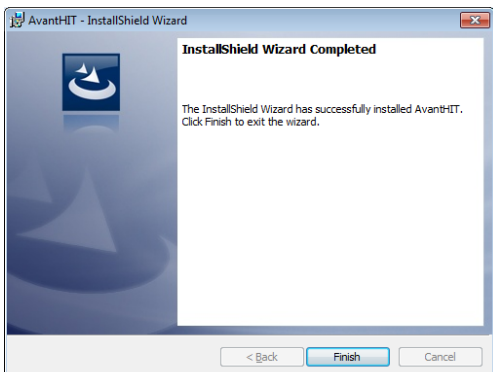 AvantHIT - InstallShield Wizard
InstallShield Wizard Completed
The InstallShield Wizard has successfully installed AvantHIT.
Click Finish to exit the wizard.
< Back
Finish
Cancel